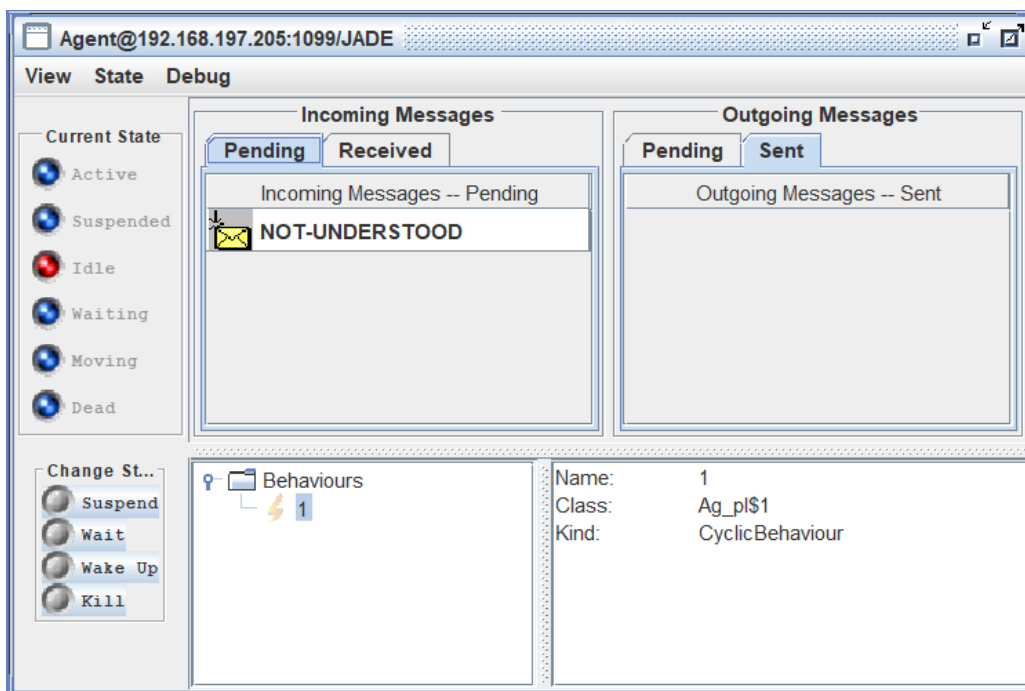 Agent@192.168.197.205:1099/JADE
View State Debug
Current State
Active
Suspended
Idle
Waiting
Moving
Dead
Incoming Messages
Pending Received
Incoming Messages -- Pending
NOT-UNDERSTOOD
Outgoing Messages
Pending Sent
Outgoing Messages -- Sent
Change St...
Suspend
Wait
Wake Up
Kill
Behaviours
1
Name: 1
Class: Ag_pl$1
Kind: CyclicBehaviour